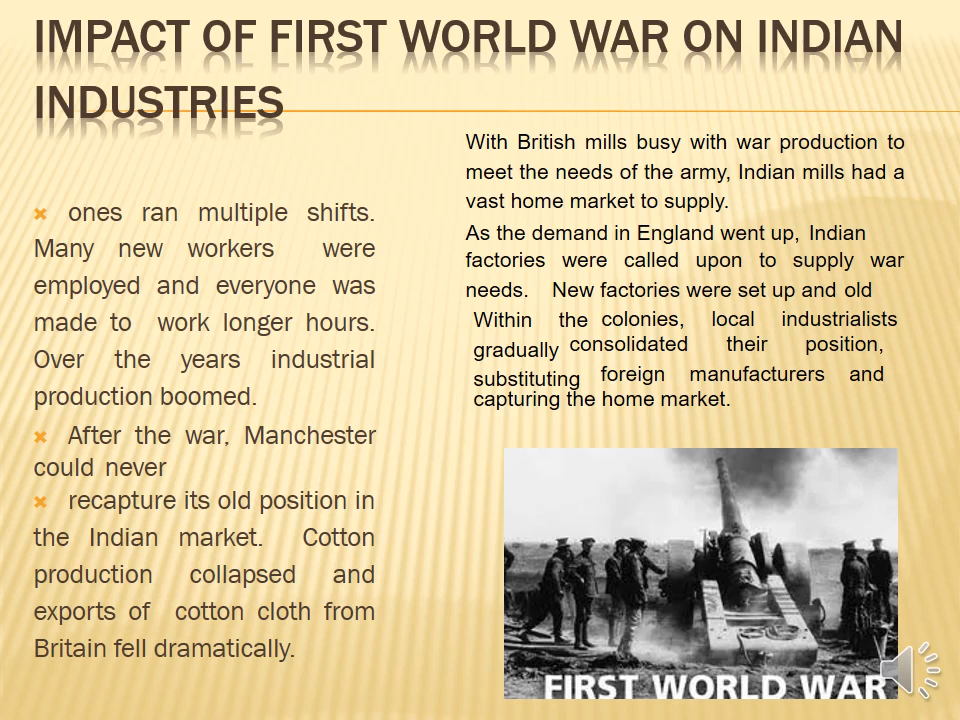 IMPACT OF FIRST WORLD WAR ON INDIAN
INDUSTRIES
ones ran multiple shifts.
Many new workers were
employed and everyone was
made to work longer hours.
Over the years industrial
production boomed.
After the war, Manchester
could never
recapture its old position in
the Indian market. Cotton
production collapsed and
exports of cotton cloth from
Britain fell dramatically.
With British mills busy with war production to
meet the needs of the army, Indian mills had a
vast home market to supply.
As the demand in England went up, Indian
factories were called upon to supply war
needs. New factories were set up and old
Within the colonies, local industrialists
gradually consolidated their position,
substituting foreign manufacturers and
capturing the home market.
FIRST WORLD WAR